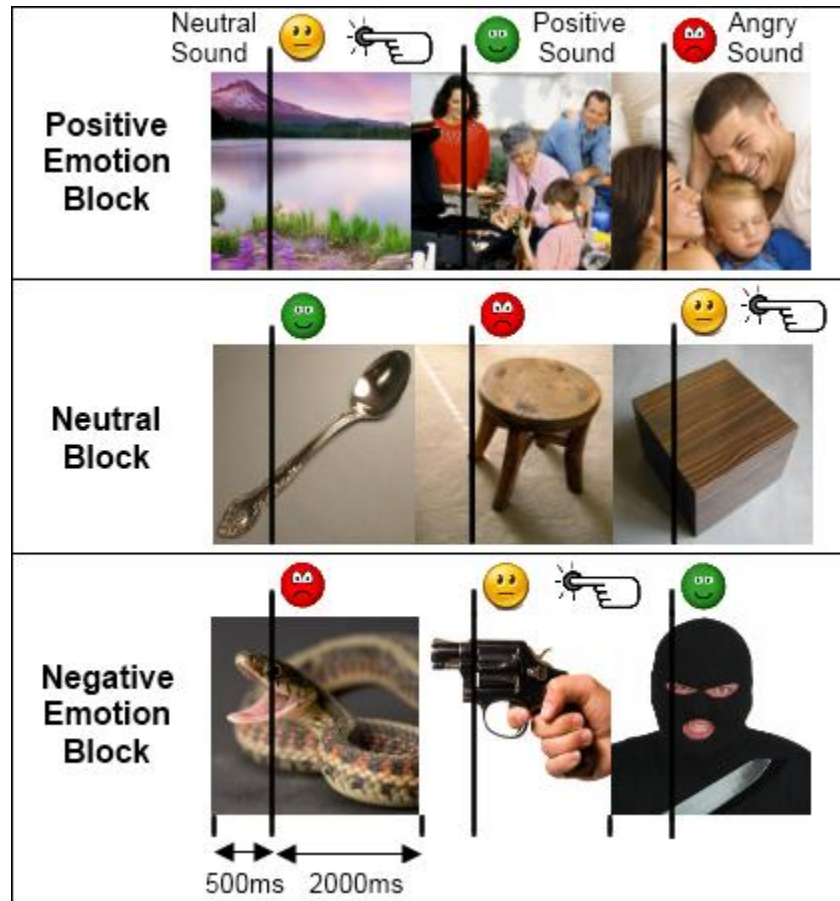 Neutral
Sound
Positive
Sound
Angry
Sound
Positive
Emotion
Block
Neutral
Block
Negative
Emotion
Block
500ms 2000ms